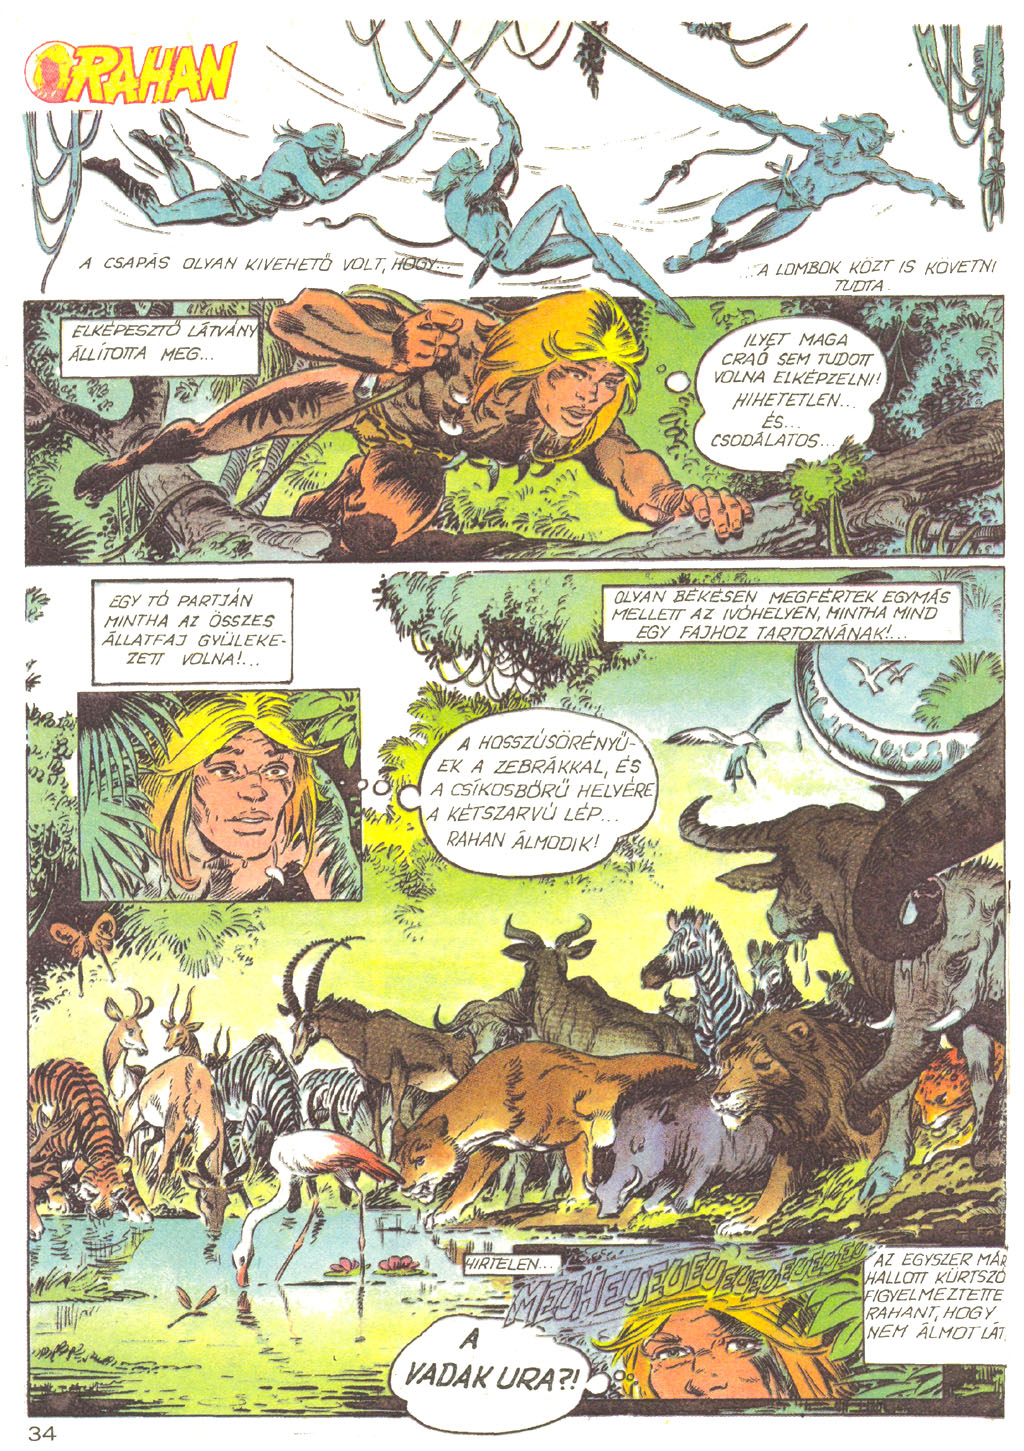 RAHAN
A CSAPÁS OLYAN KIVEHETŐ VOLT, HOGY...
...A LOMBOK KÖZT IS KÖVETNI
TUDTA.
ELKÉPESZTŐ LÁTVÁNY
ÁLLÍTOTTA MEG...
ILYET MAGA
CRAÓ SEM TUDOTT
VOLNA ELKÉPZELNI!
HIHETETLEN...
ÉS...
CSODÁLATOS...
EGY TÓ PARTJÁN
MINTHA AZ ÖSSZES
ÁLLATFAJ GYÜLEKE-
ZETT VOLNA!...
OLYAN BÉKÉSEN MEGFÉRTEK EGYMÁS
MELLETT AZ IVÓHELYEN, MINTHA MIND
EGY FAJHOZ TARTOZNÁNAK!...
A HOSSZÚSÖRÉNYŰ-
EK A ZEBRÁKKAL, ÉS
A CSÍKOSBŐRŰ HELYÉRE
A KÉTSZARVÚ LÉP...
RAHAN ÁLMODIK!
HIRTELEN...
AZ EGYSZER MÁR
HALLOTT KÜRTSZÓ
FIGYELMEZTETTE
RAHANT, HOGY
NEM ÁLMOT LÁT.
A
VADAK URA?!
34